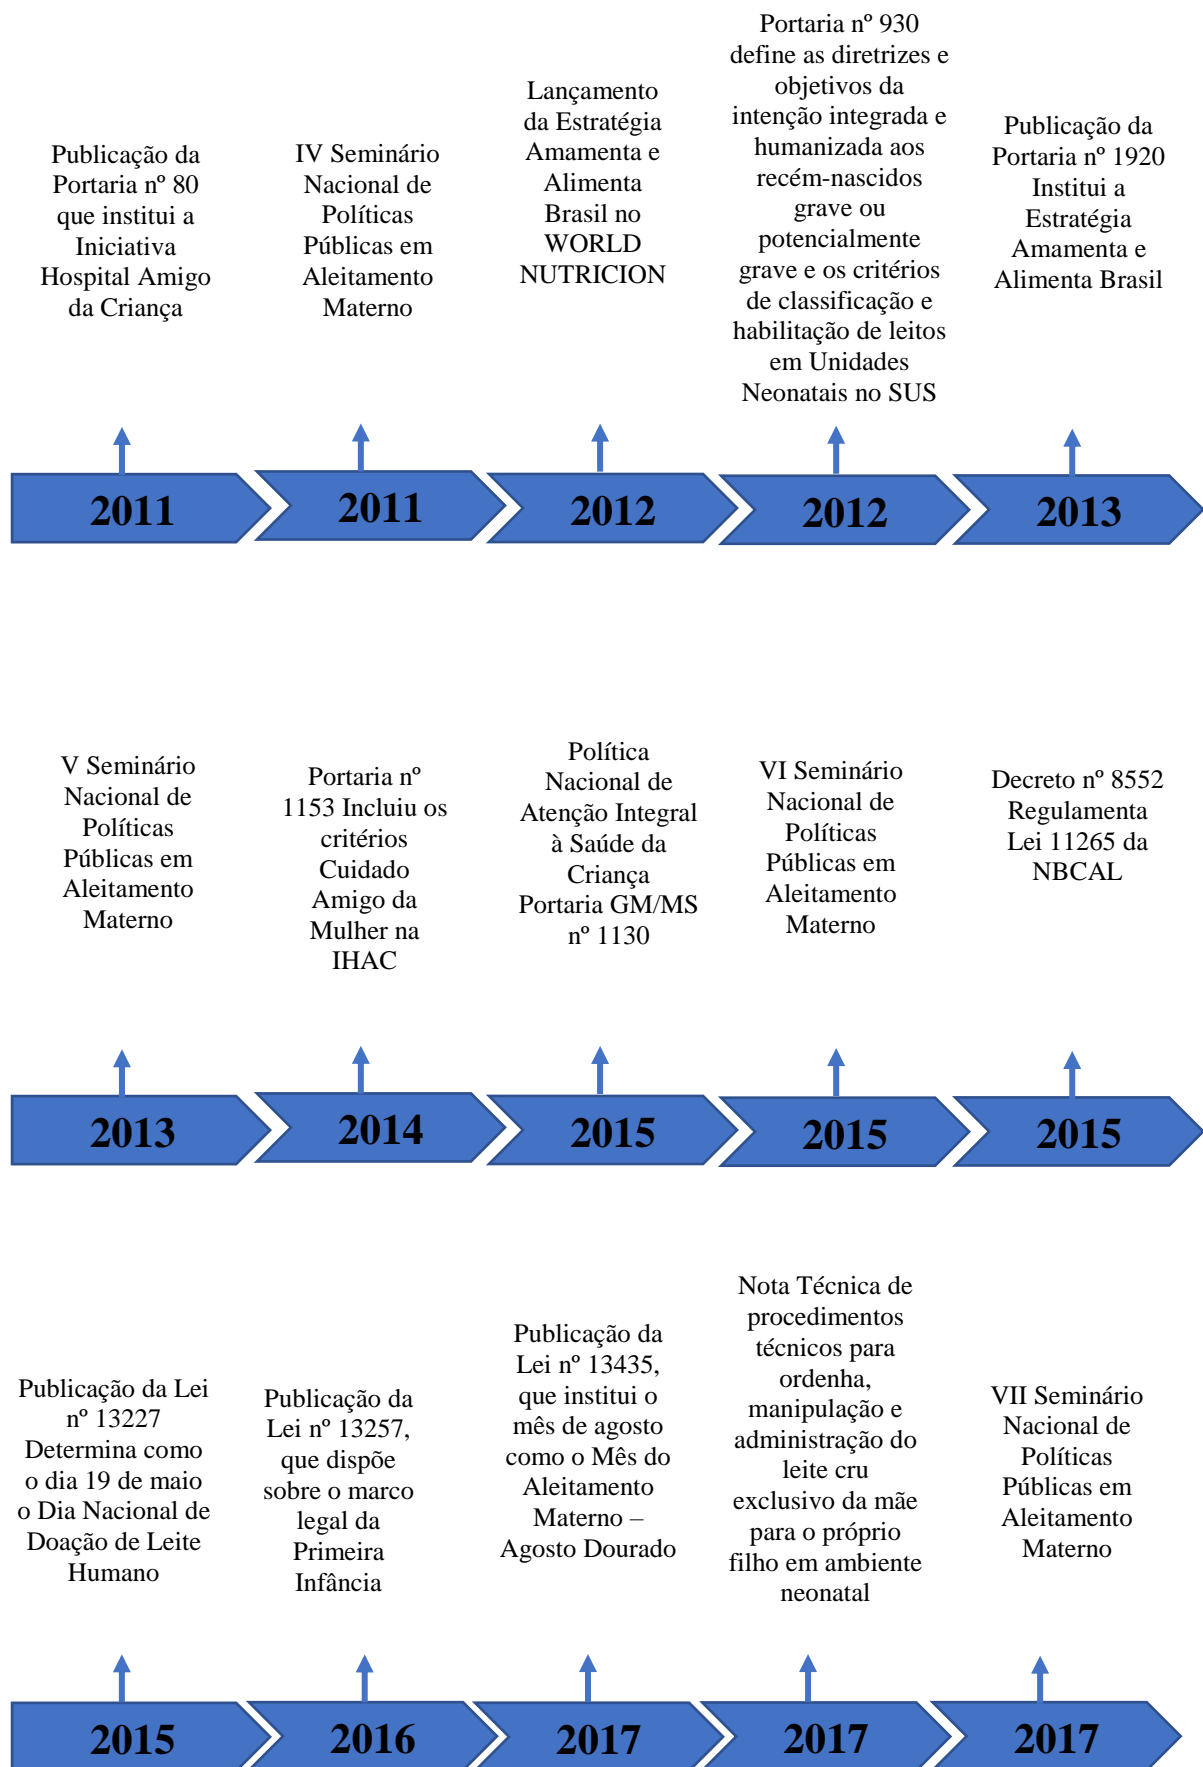 Publicação da
Portaria nº 80
que institui a
Iniciativa
Hospital Amigo
da Criança
IV Seminário
Nacional de
Políticas
Públicas em
Aleitamento
Materno
Lançamento
da Estratégia
Amamenta e
Alimenta
Brasil no
WORLD
NUTRICION
Portaria nº 930
define as diretrizes e
objetivos da
intenção integrada e
humanizada aos
recém-nascidos
grave ou
potencialmente
grave e os critérios
de classificação e
habilitação de leitos
em Unidades
Neonatais no SUS
Publicação da
Portaria nº 1920
Institui a
Estratégia
Amamenta e
Alimenta Brasil
2011
2011
2012
2012
2013
V Seminário
Nacional de
Políticas
Públicas em
Aleitamento
Materno
Portaria nº
1153 Incluiu os
critérios
Cuidado
Amigo da
Mulher na
IHAC
Política
Nacional de
Atenção Integral
à Saúde da
Criança
Portaria GM/MS
nº 1130
VI Seminário
Nacional de
Políticas
Públicas em
Aleitamento
Materno
Decreto nº 8552
Regulamenta
Lei 11265 da
NBCAL
2013
2014
2015
2015
2015
Publicação da Lei
nº 13227
Determina como
o dia 19 de maio
o Dia Nacional de
Doação de Leite
Humano
Publicação da
Lei nº 13257,
que dispõe
sobre o marco
legal da
Primeira
Infância
Publicação da
Lei nº 13435,
que institui o
mês de agosto
como o Mês do
Aleitamento
Materno –
Agosto Dourado
Nota Técnica de
procedimentos
técnicos para
ordenha,
manipulação e
administração do
leite cru
exclusivo da mãe
para o próprio
filho em ambiente
neonatal
VII Seminário
Nacional de
Políticas
Públicas em
Aleitamento
Materno
2015
2016
2017
2017
2017